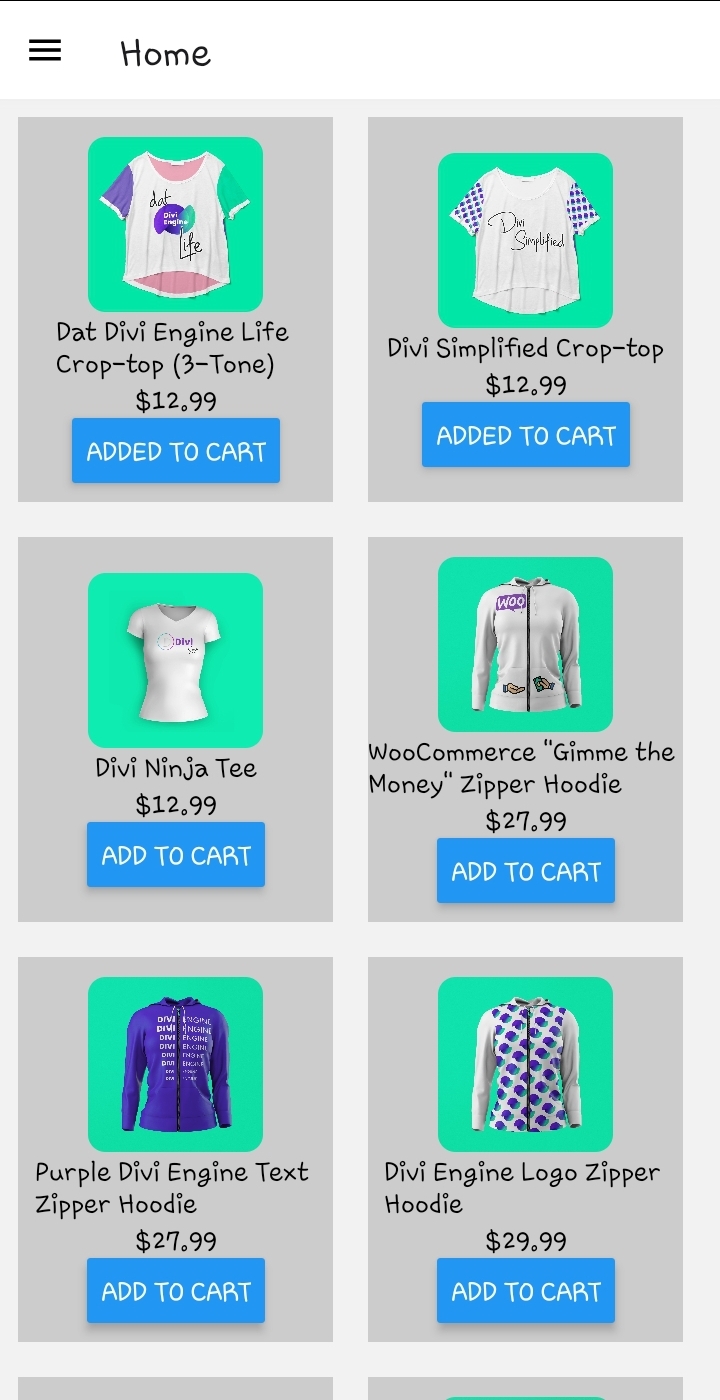 Home
dat
Divi
Engine
Life
Dat Divi Engine Life
Crop-top (3-Tone)
$12.99
ADDED TO CART
Divi
Simplified
Divi Simplified Crop-top
$12.99
ADDED TO CART
Divi
Divi Ninja Tee
$12.99
ADD TO CART
WOO
WooCommerce "Gimme the
Money" Zipper Hoodie
$27.99
ADD TO CART
DIVI ENGINE
DIVI ENGINE
DIVI ENGINE
DIVI ENGINE
DIVI ENGINE
DIVI ENGINE
Purple Divi Engine Text
Zipper Hoodie
$27.99
ADD TO CART
Divi Engine Logo Zipper
Hoodie
$29.99
ADD TO CART